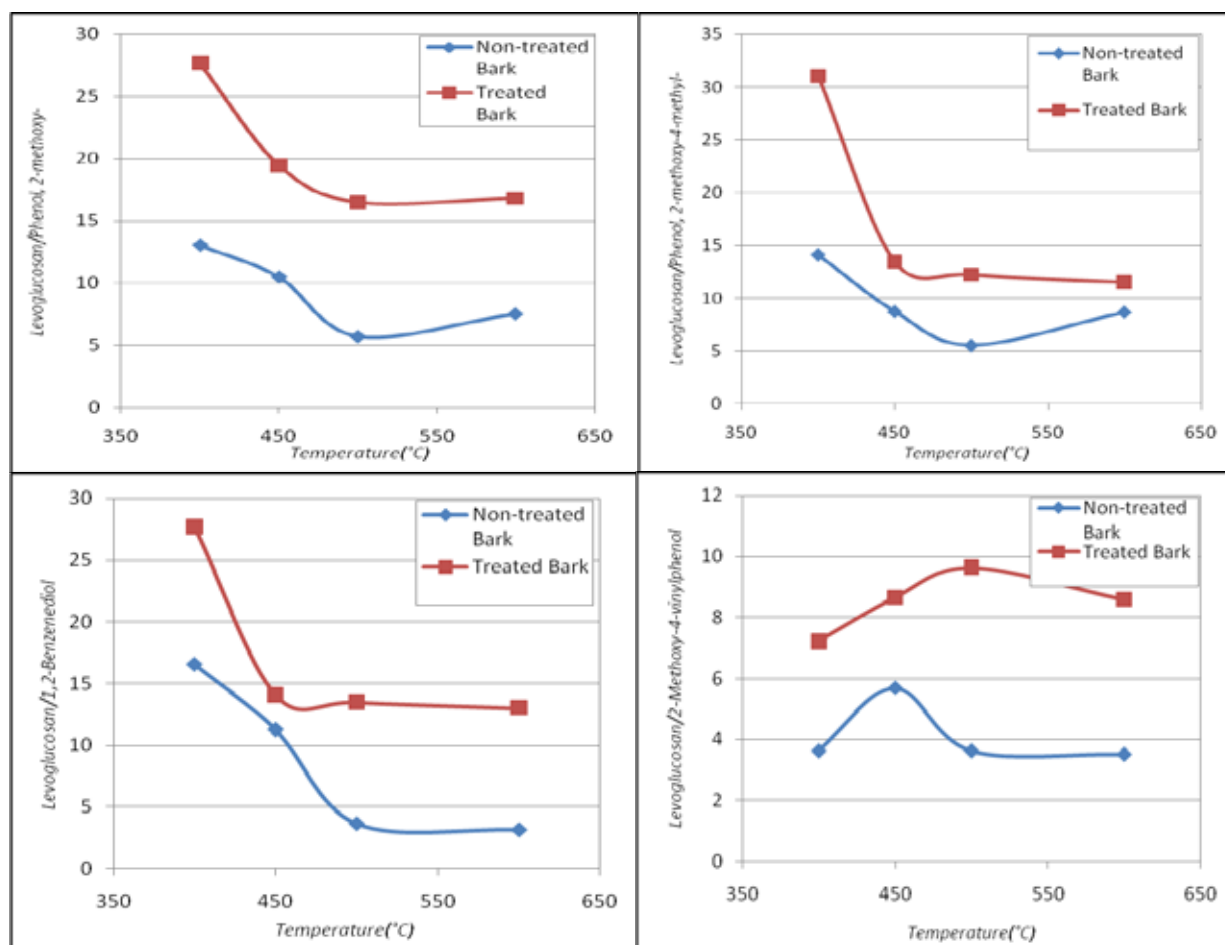 30
25
20
15
10
5
0
Levoglucosan/Phenol, 2-methoxy-
Non-treated
Bark
Treated
Bark
350 450 550 650
Temperature(°C)
35
30
25
20
15
10
5
0
Levoglucosan/Phenol, 2-methoxy-4-methyl-
Non-treated
Bark
Treated Bark
350 450 550 650
Temperature(°C)
30
25
20
15
10
5
0
Levoglucosan/1,2-Benzenediol
Non-treated
Bark
Treated Bark
350 450 550 650
Temperature(°C)
12
10
8
6
4
2
0
Levoglucosan/2-Methoxy-4-vinylphenol
Non-treated
Bark
Treated Bark
350 450 550 650
Temperature(°C)